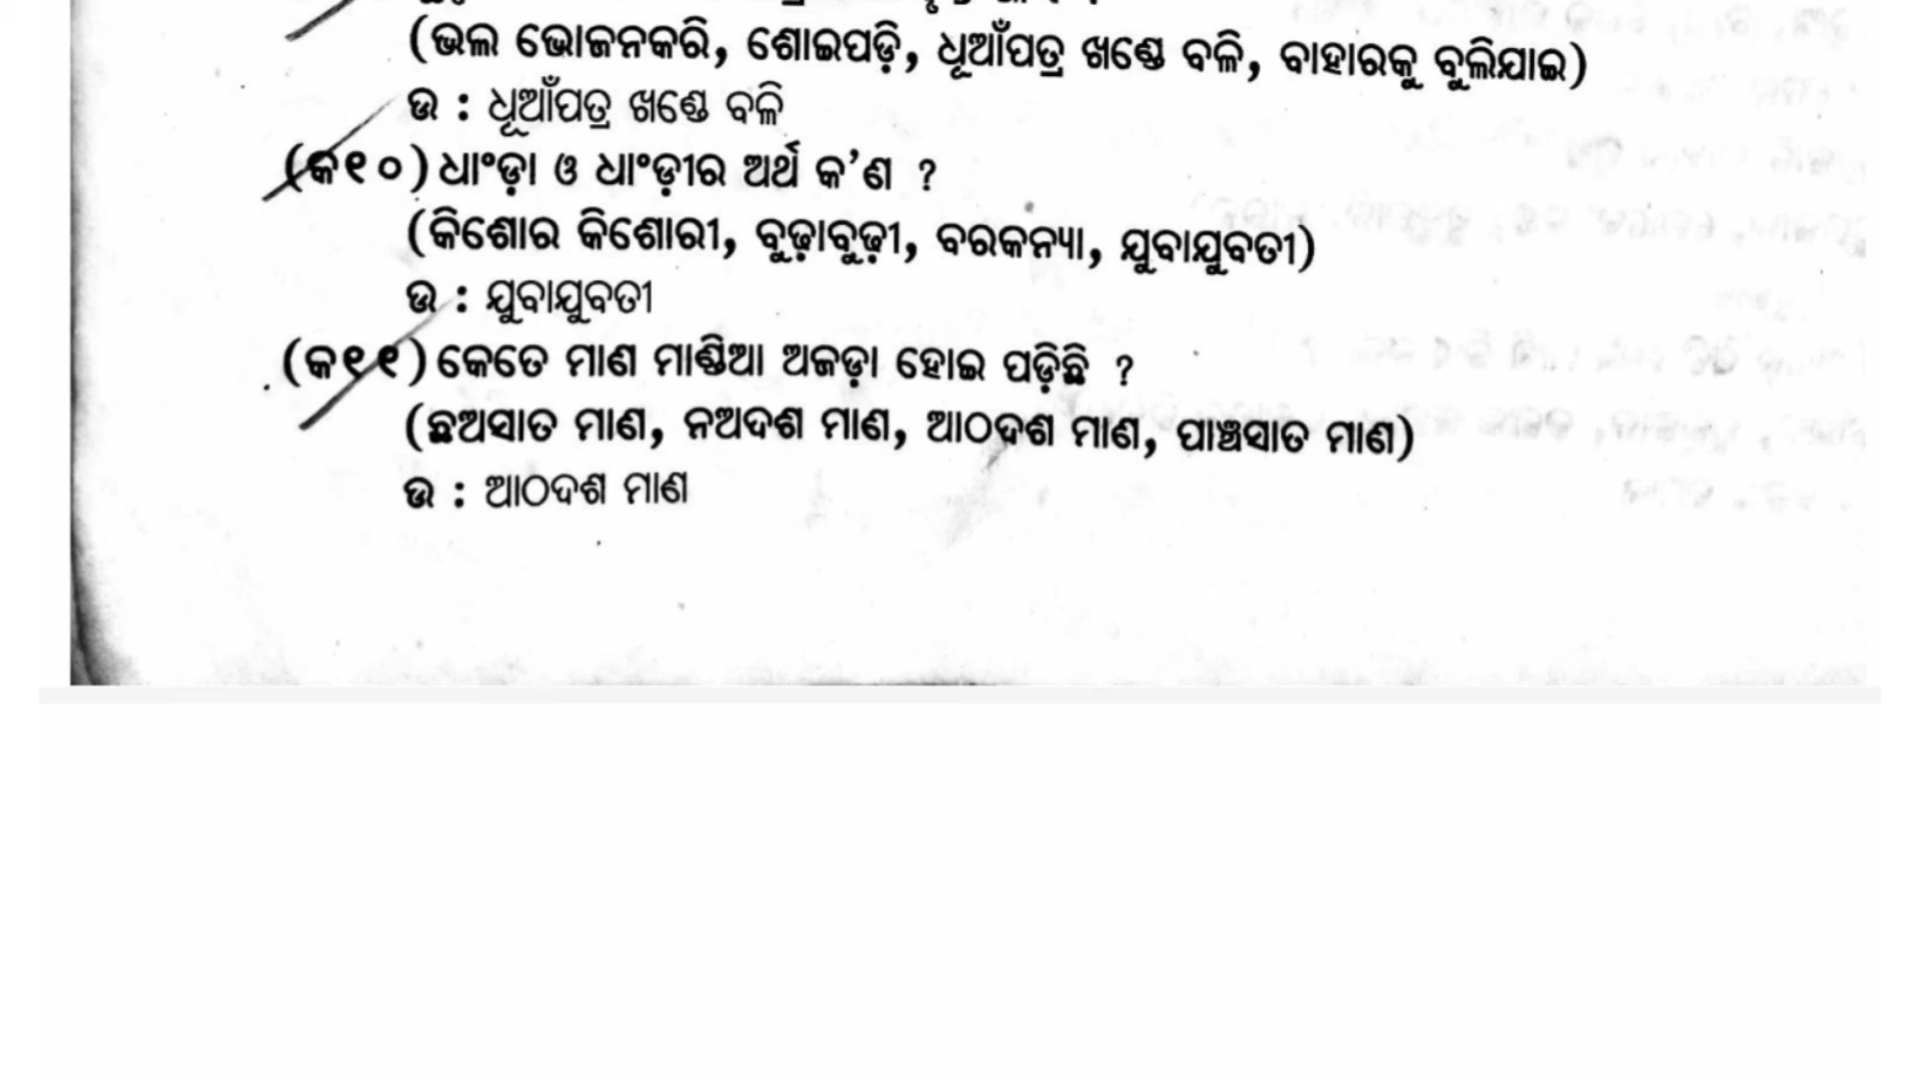 (ଭଲ ଭୋଜନକରି, ଶୋଇପଡ଼ି, ଧୂଆଁପତ୍ର ଖଣ୍ଡେ ବଳି, ବାହାରକୁ ବୁଲିଯାଇ)
ଉ : ଧୂଆଁପତ୍ର ଖଣ୍ଡେ ବଳି
(କ୧୦) ଧାଂଡ଼ା ଓ ଧାଂଡ଼ୀର ଅର୍ଥ କ'ଣ ?
(କିଶୋର କିଶୋରୀ, ବୁଢ଼ାବୁଢ଼ୀ, ବରକନ୍ୟା, ଯୁବାଯୁବତୀ)
ଉ : ଯୁବାଯୁବତୀ
(କ୧୧) କେତେ ମାଣ ମାଣ୍ଡିଆ ଅଜଡ଼ା ହୋଇ ପଡ଼ିଛି ?
(ଛଅସାତ ମାଣ, ନଅଦଶ ମାଣ, ଆଠଦଶ ମାଣ, ପାଞ୍ଚସାତ ମାଣ)
ଉ : ଆଠଦଶ ମାଣ